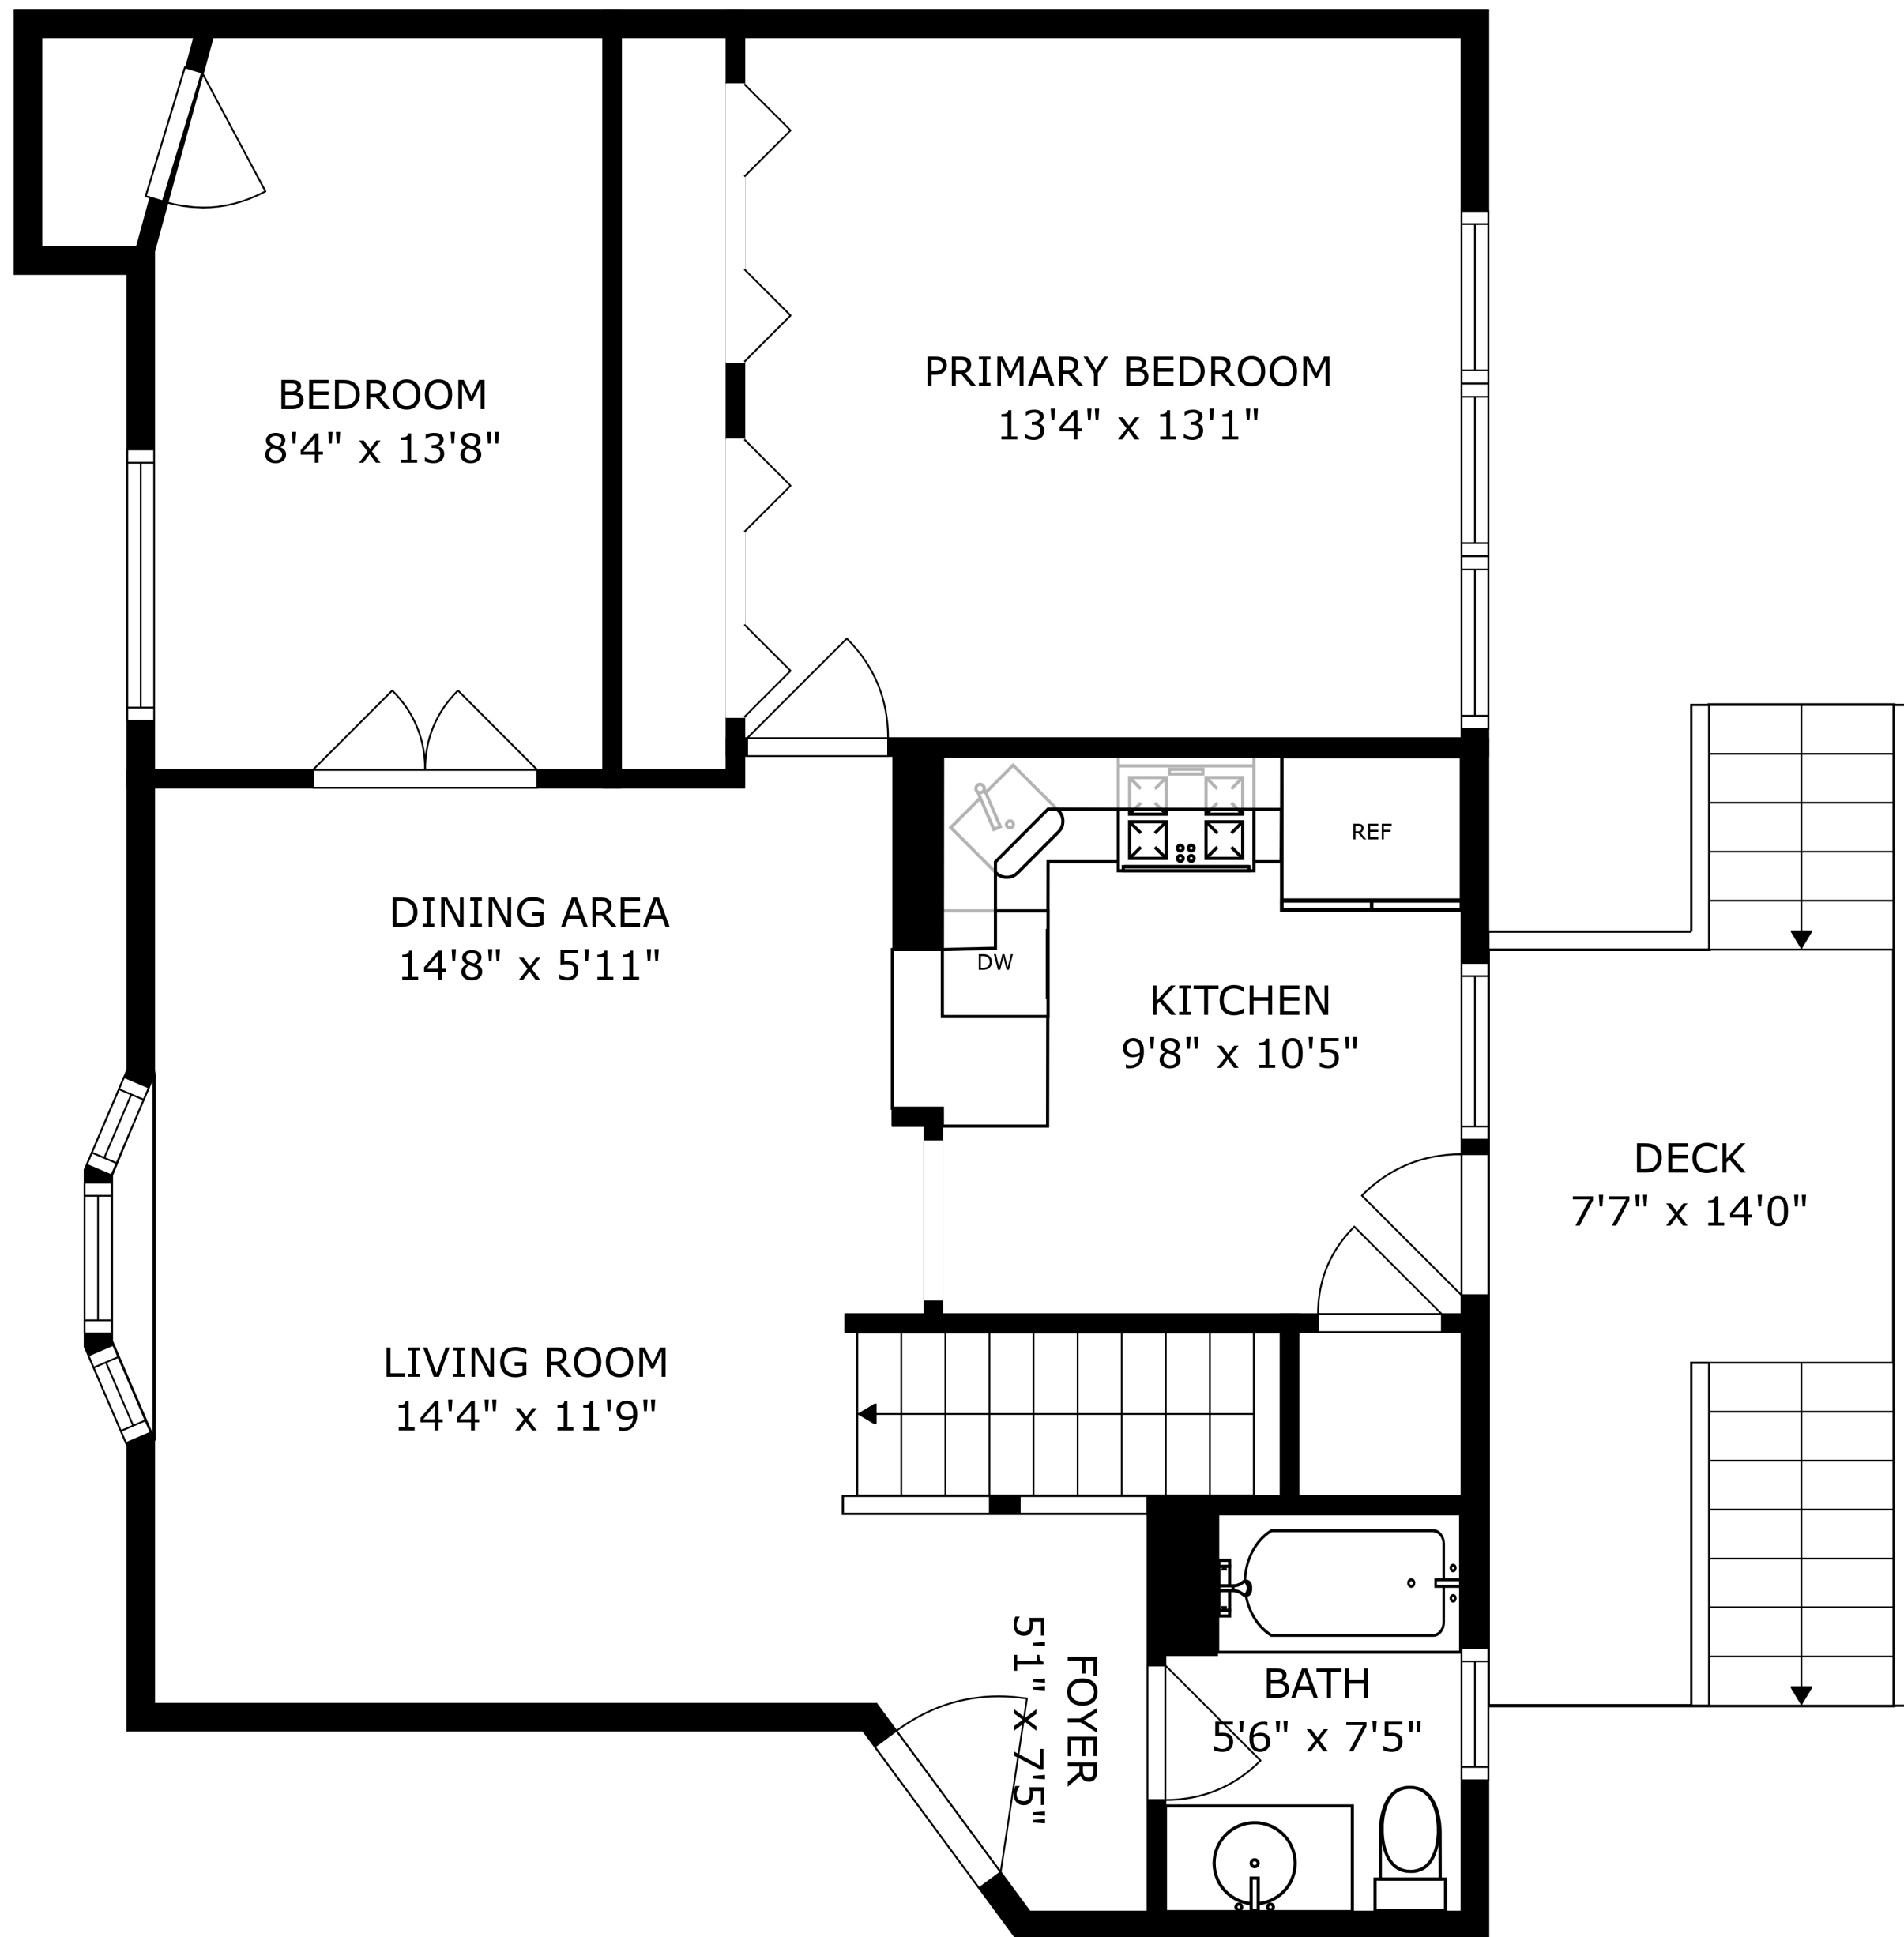 PRIMARY BEDROOM
13'4" x 13'1"
BEDROOM
8'4" x 13'8"
REF
DINING AREA
14'8" x 5'11"
DW
KITCHEN
9'8" x 10'5"
DECK
7'7" x 14'0"
LIVING ROOM
14'4" x 11'9"
FOYER
5'1" x 7'5"
BATH
5'6" x 7'5"